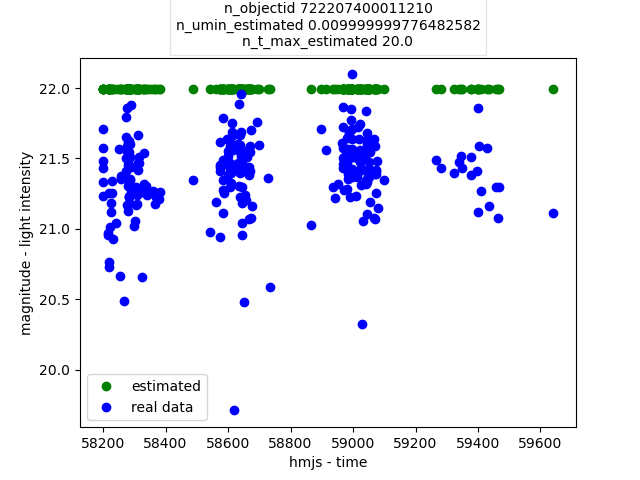 n_objectid 722207400011210
n_umin_estimated 0.009999999776482582
n_t_max_estimated 20.0
22.0
21.5
21.0
20.5
20.0
magnitude - light intensity
estimated
real data
58200 58400 58600 58800 59000 59200 59400 59600
hmjs - time